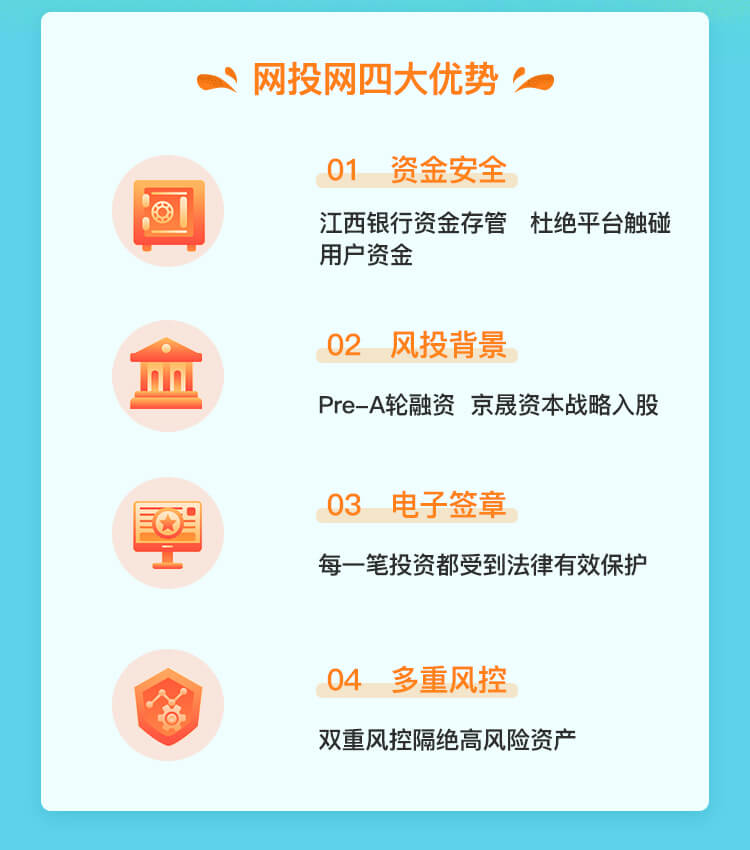 网投网四大优势
01 资金安全
江西银行资金存管 杜绝平台触碰
用户资金
02 风投背景
Pre-A轮融资 京晟资本战略入股
03 电子签章
每一笔投资都受到法律有效保护
04 多重风控
双重风控隔绝高风险资产